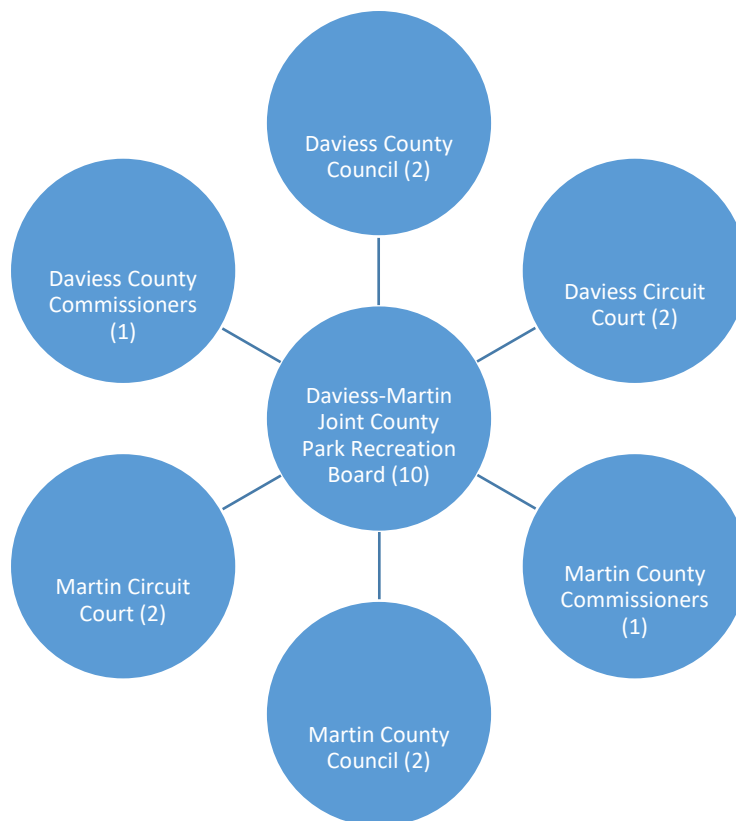 Daviess County
Council (2)
Daviess County
Commissioners
(1)
Daviess Circuit
Court (2)
Daviess-Martin
Joint County
Park Recreation
Board (10)
Martin Circuit
Court (2)
Martin County
Commissioners
(1)
Martin County
Council (2)